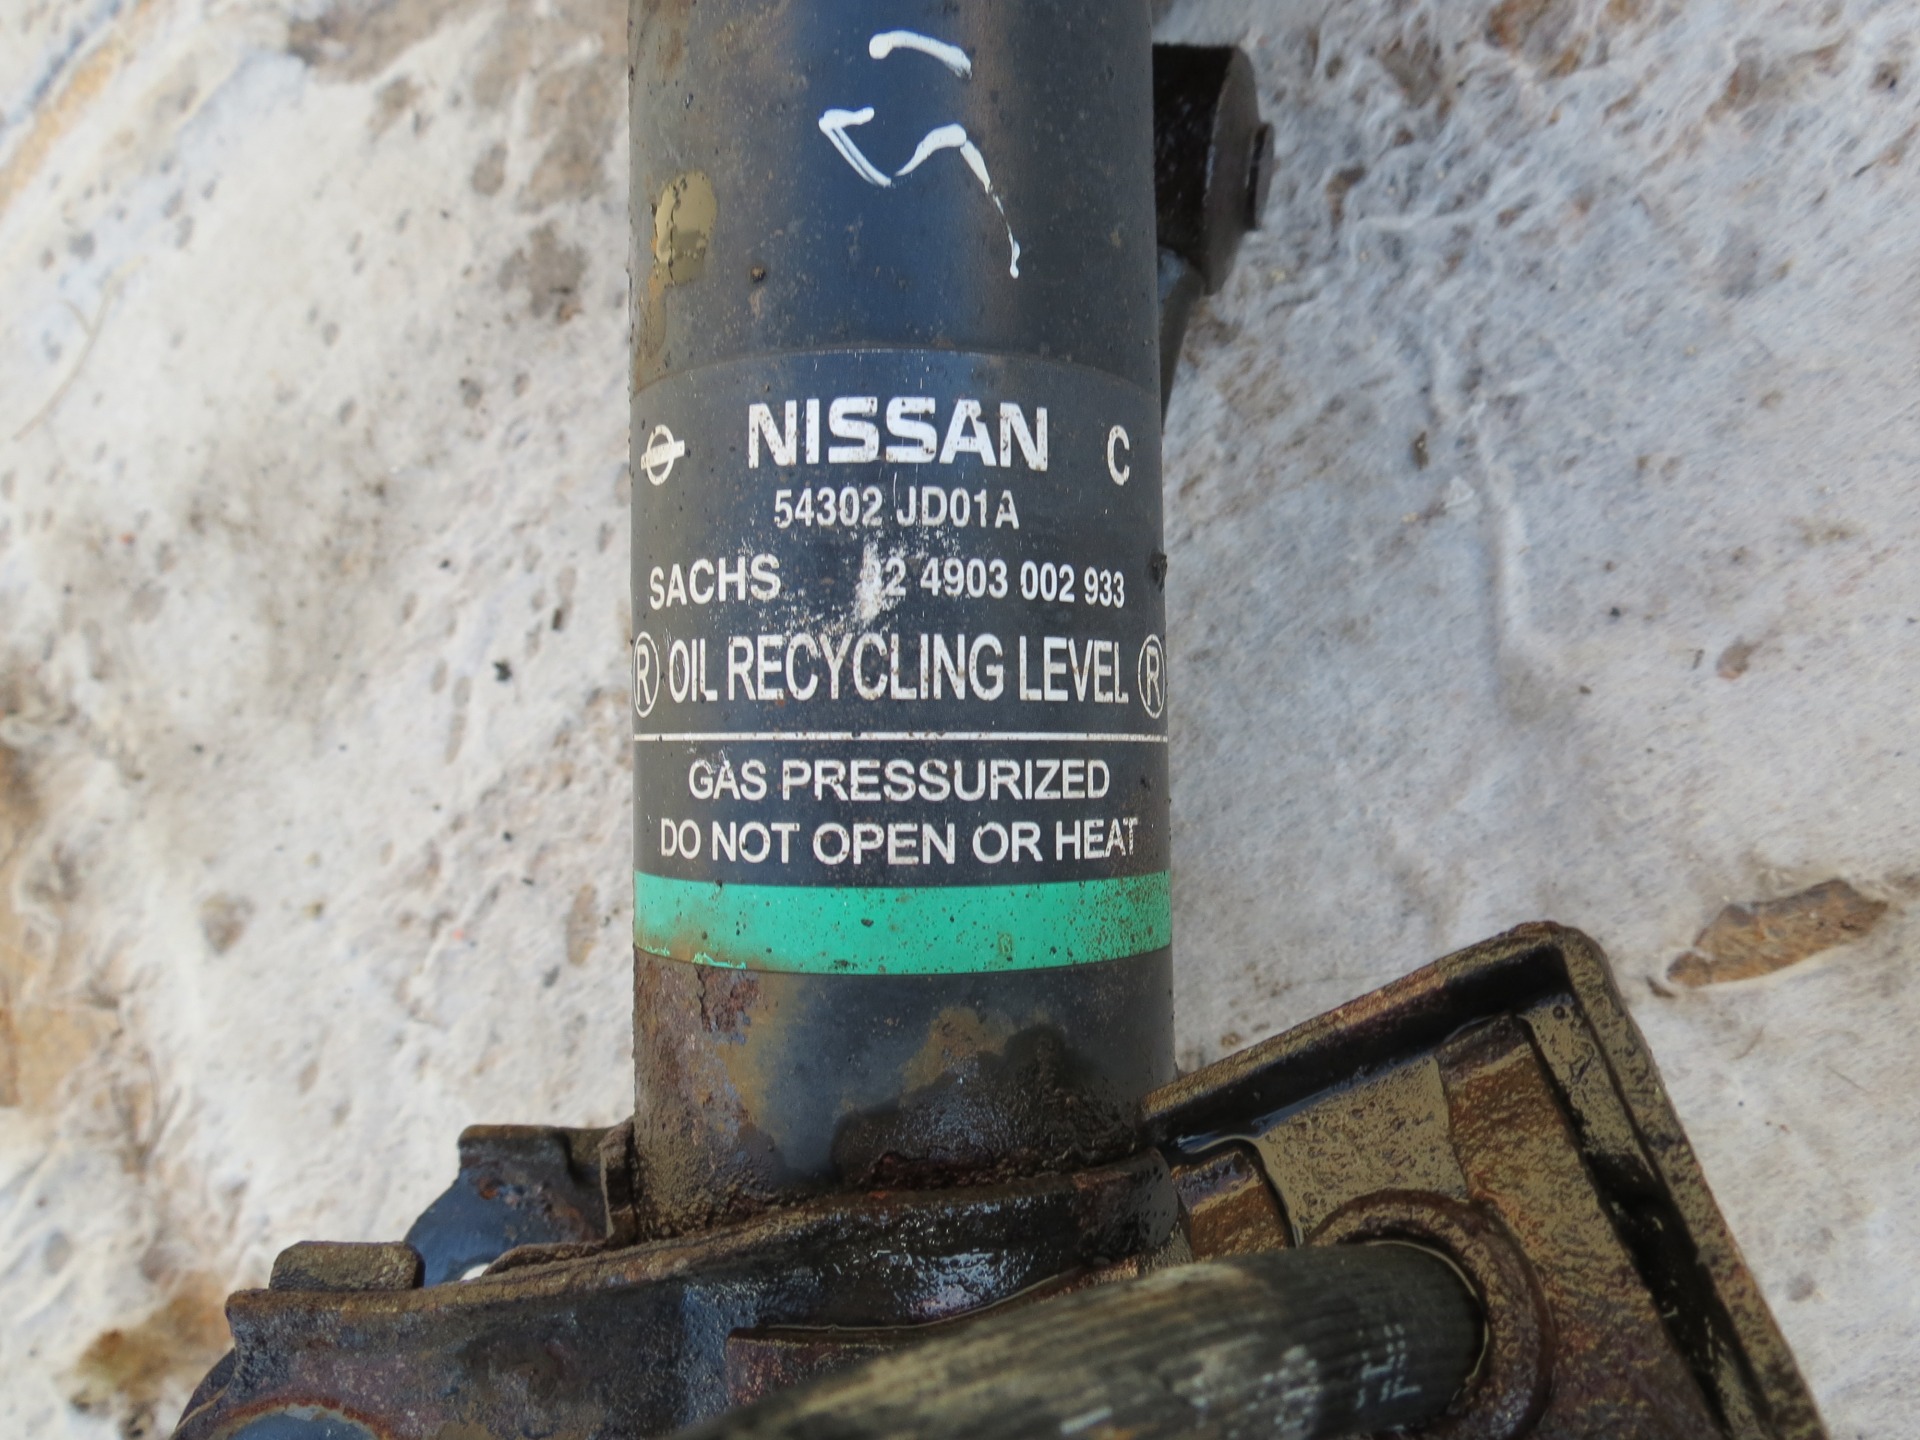 NISSAN C
54302 JD01A
SACHS 4903 002 933
® OIL RECYCLING LEVEL ®
GAS PRESSURIZED
DO NOT OPEN OR HEAT